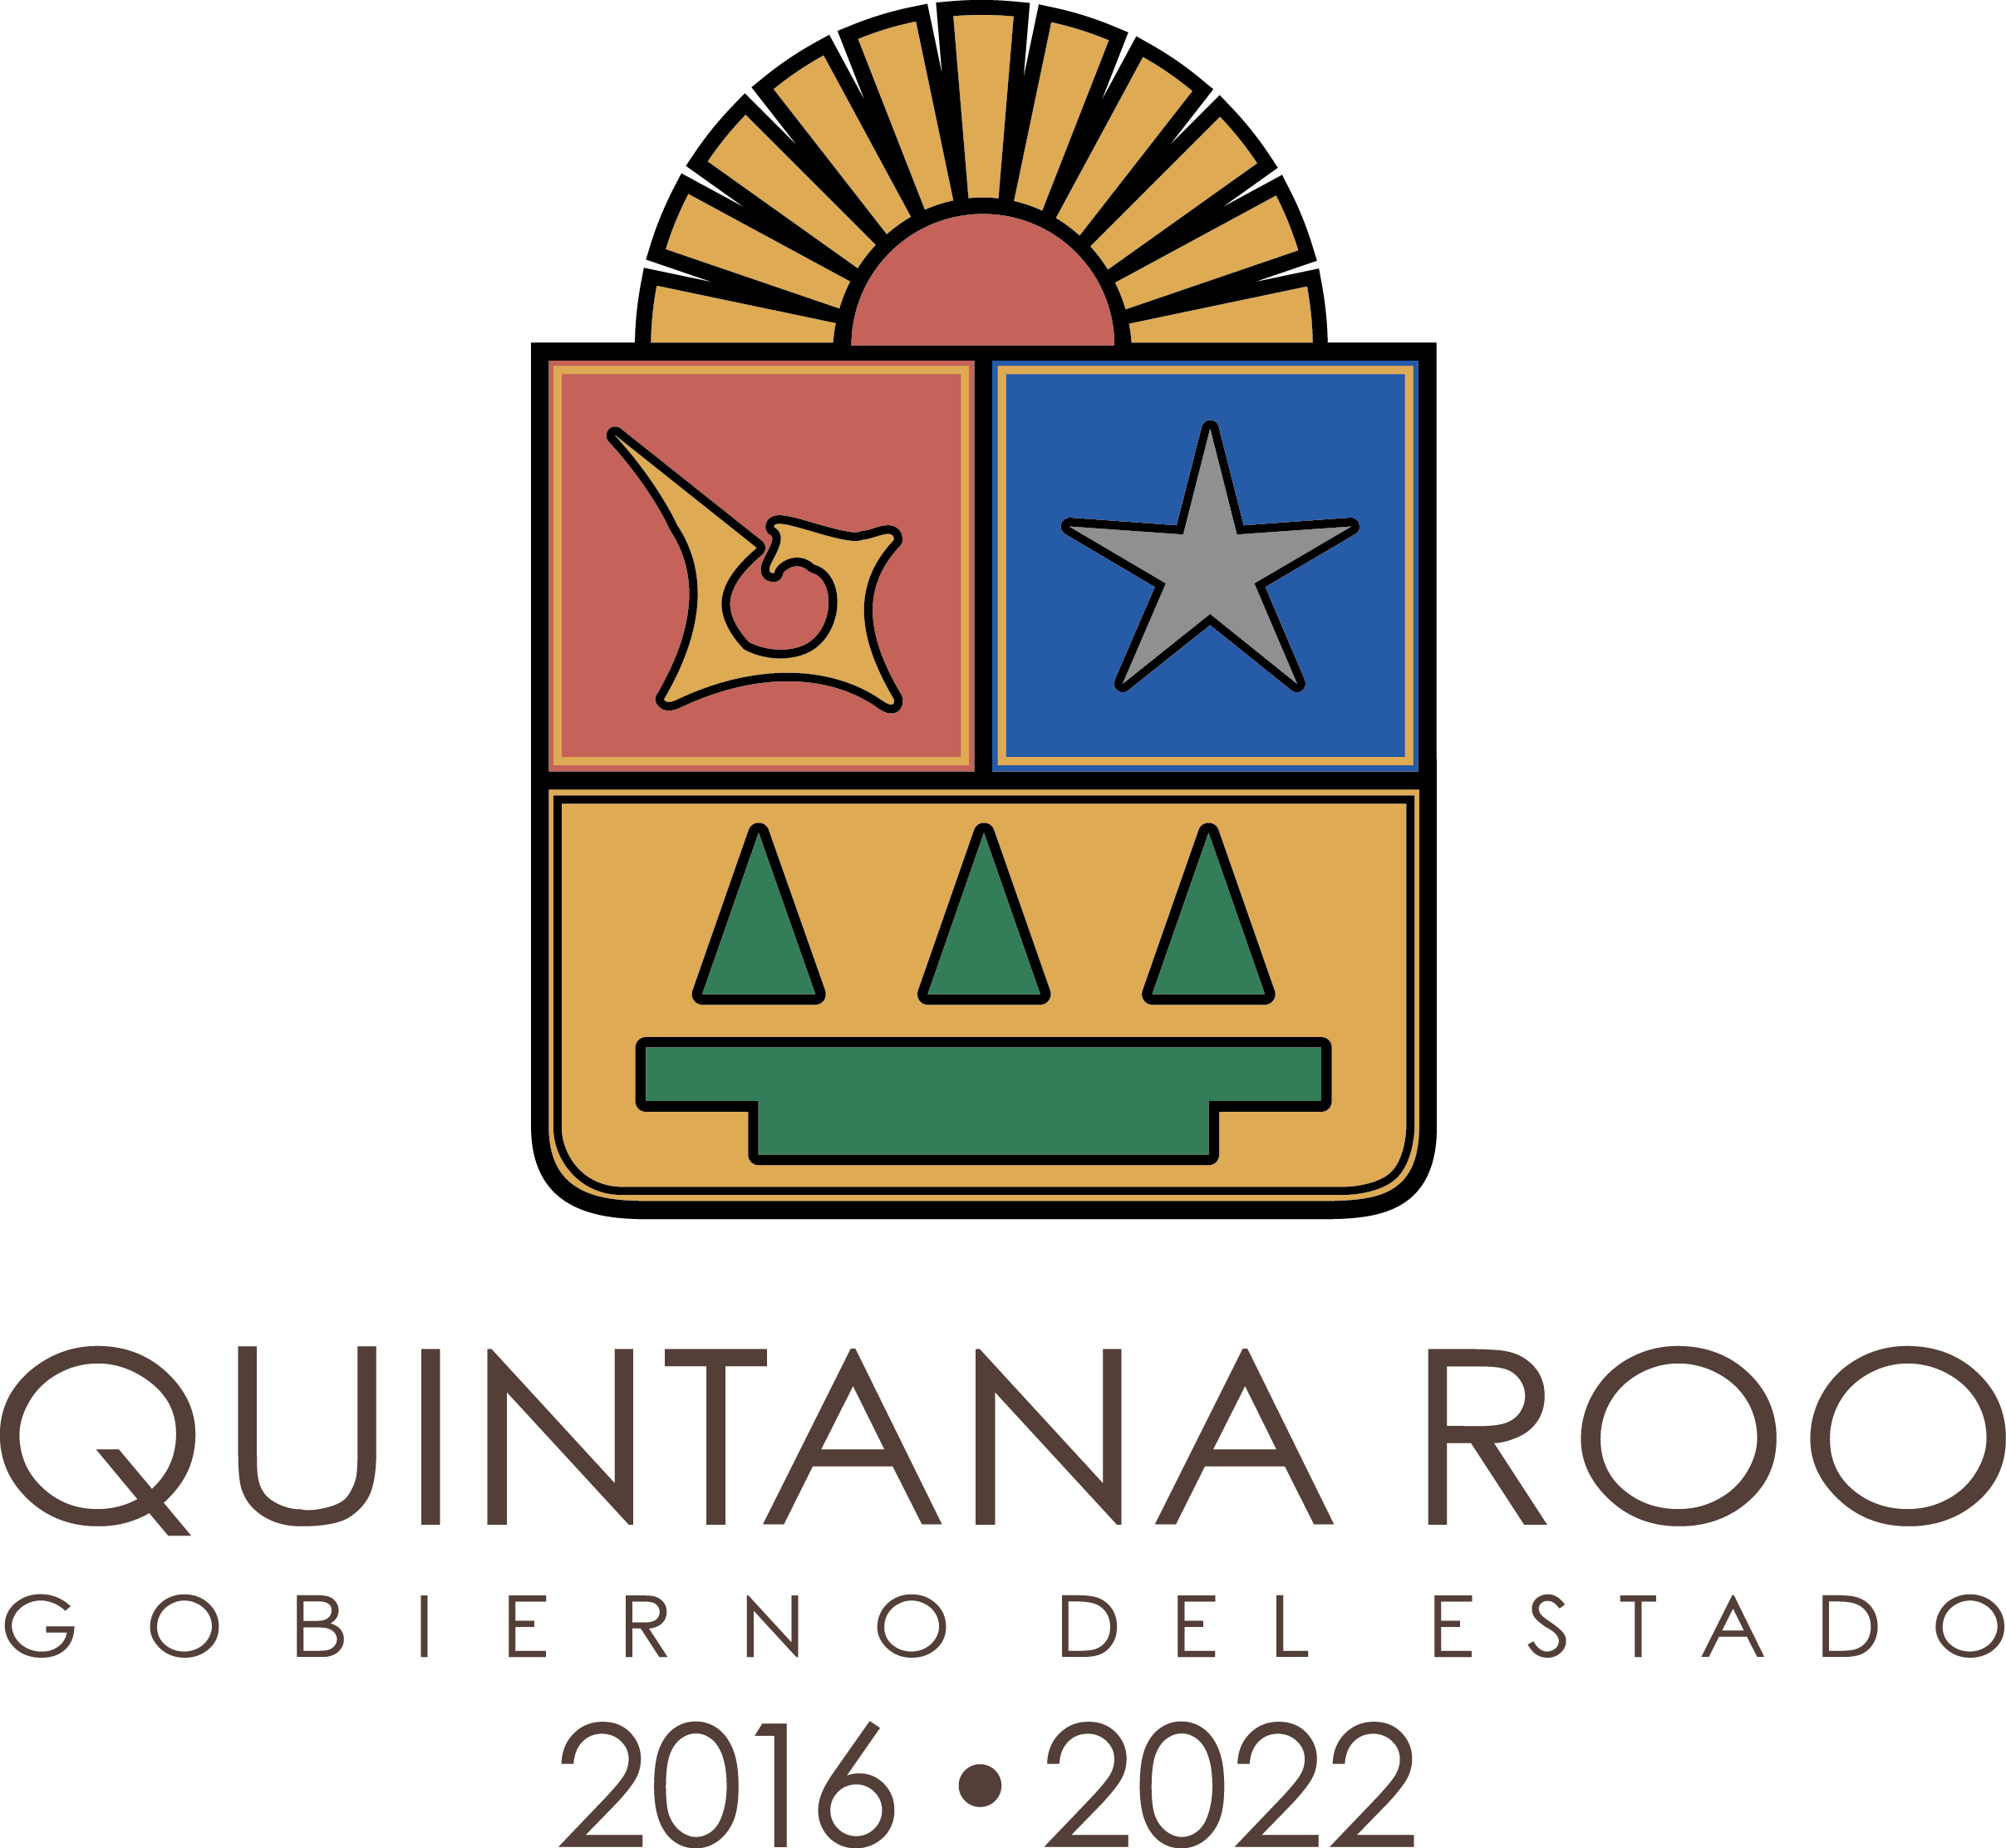 QUINTANA ROO
GOBIERNO DEL ESTADO
2016 • 2022